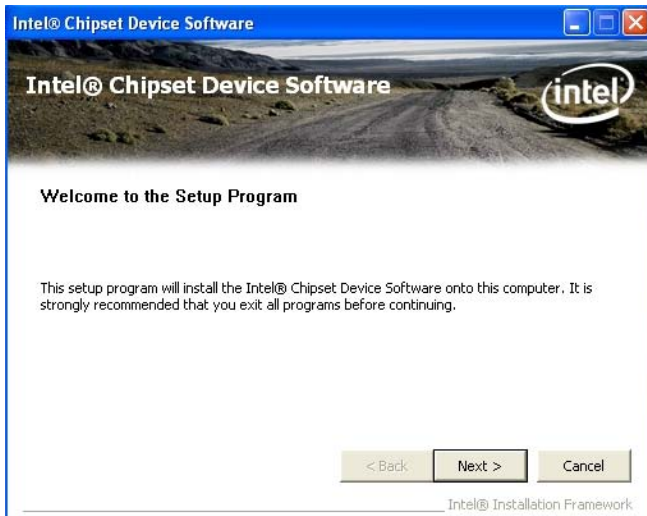 Intel® Chipset Device Software
Intel® Chipset Device Software
intel
Welcome to the Setup Program
This setup program will install the Intel® Chipset Device Software onto this computer. It is
strongly recommended that you exit all programs before continuing.
< Back Next > Cancel
Intel® Installation Framework